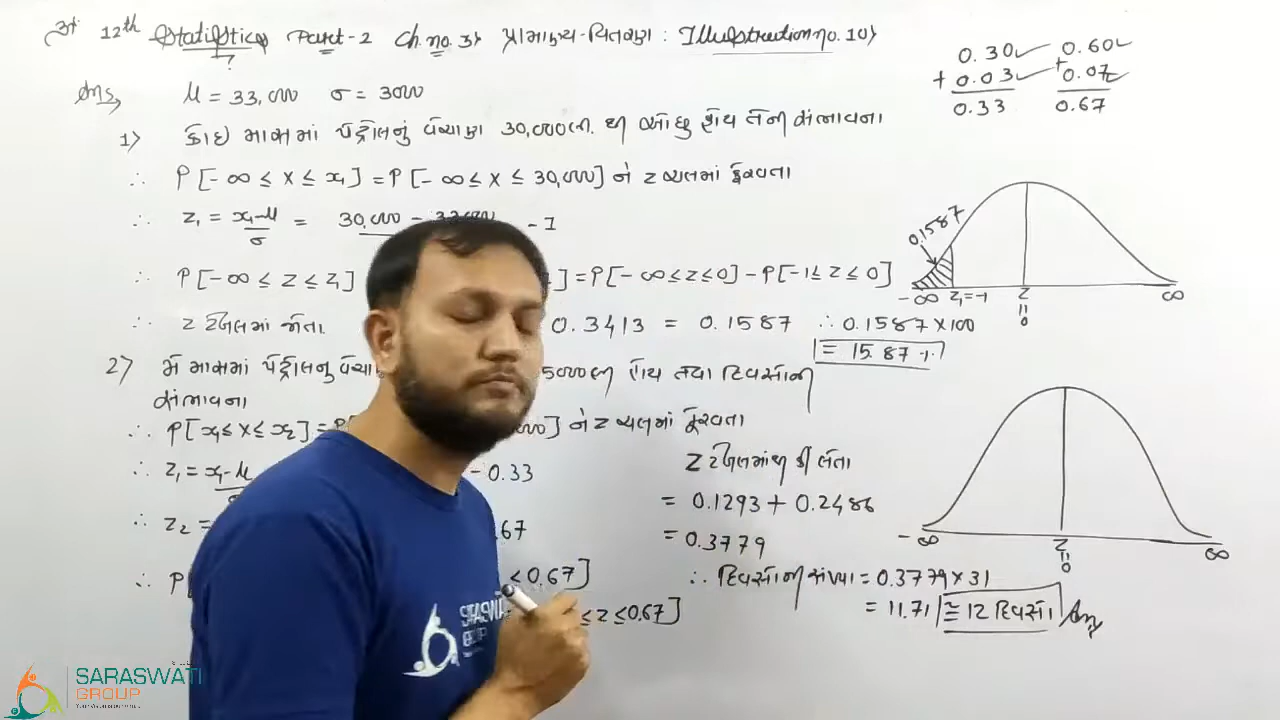 12th Statistics Part-2 Ch. no. 3) પ્રામાણ્ય-વિતરણ : Illustration no. 10)
0.30 0.60
+ 0.03 + 0.07
0.33 0.67
Ans, μ = 33,000 σ = 3000
1) કોઈ મા૫માં પેટ્રોલનું વેચાણ 30,000લી. થી ઓછુ હોય તેની સંભાવના
∴ P[-∞ ≤ x ≤ x₁] = P[-∞ ≤ x ≤ 30,000] ને z ચલમાં ફેરવતા
∴ z₁ = x₁-μ/σ = 30,000 - -1
∴ P[-∞ ≤ z ≤ z₁] ] = P[-∞ ≤ z ≤ 0] - P[-1 ≤ z ≤ 0]
0.1587
-∞ z₁=-1 z=0 ∞
∴ z ટેબલમાં જોતા. 0.3413 = 0.1587 ∴ 0.1587 × 100
= 15.87 %
2) પેટ્રોલનુ 5000લી હોય તેવા દિવસોની
સંભાવના
∴ P[x₁ ≤ x ≤ x₂] = ] ને z ચલમાં ફેરવતા
∴ z₁ = x₁-μ -0.33
∴ z₂ = .67
∴ P[ < 0.67]
≤ z ≤ 0.67]
z ટેબલમાંથી કી લેતા
= 0.1293 + 0.2486
= 0.3779
∴ દિવસોની સંખ્યા = 0.3779 × 31
= 11.71 ≅ 12 દિવસો Ans
-∞ z=0 ∞
SARASWATI
GROUP